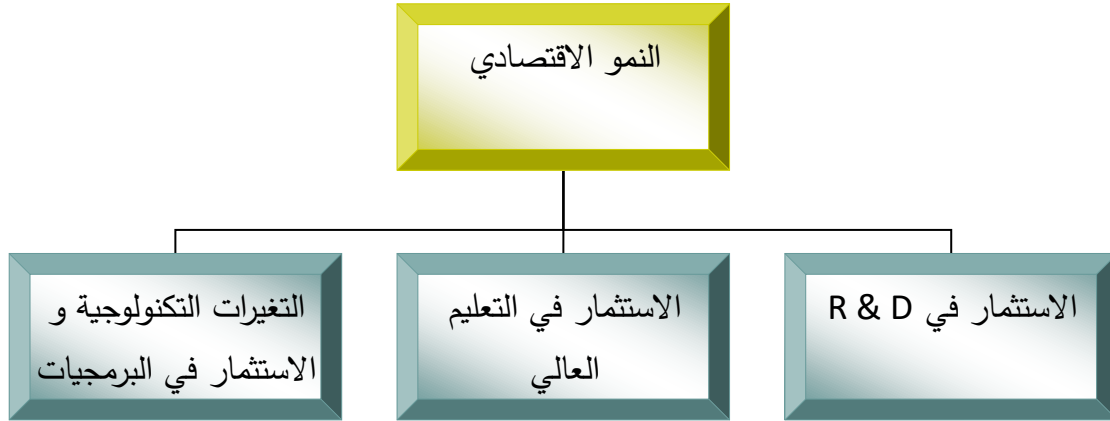 النمو الاقتصادي
الاستثمار في R & D
الاستثمار في التعليم
العالي
التغيرات التكنولوجية و
الاستثمار في البرمجيات